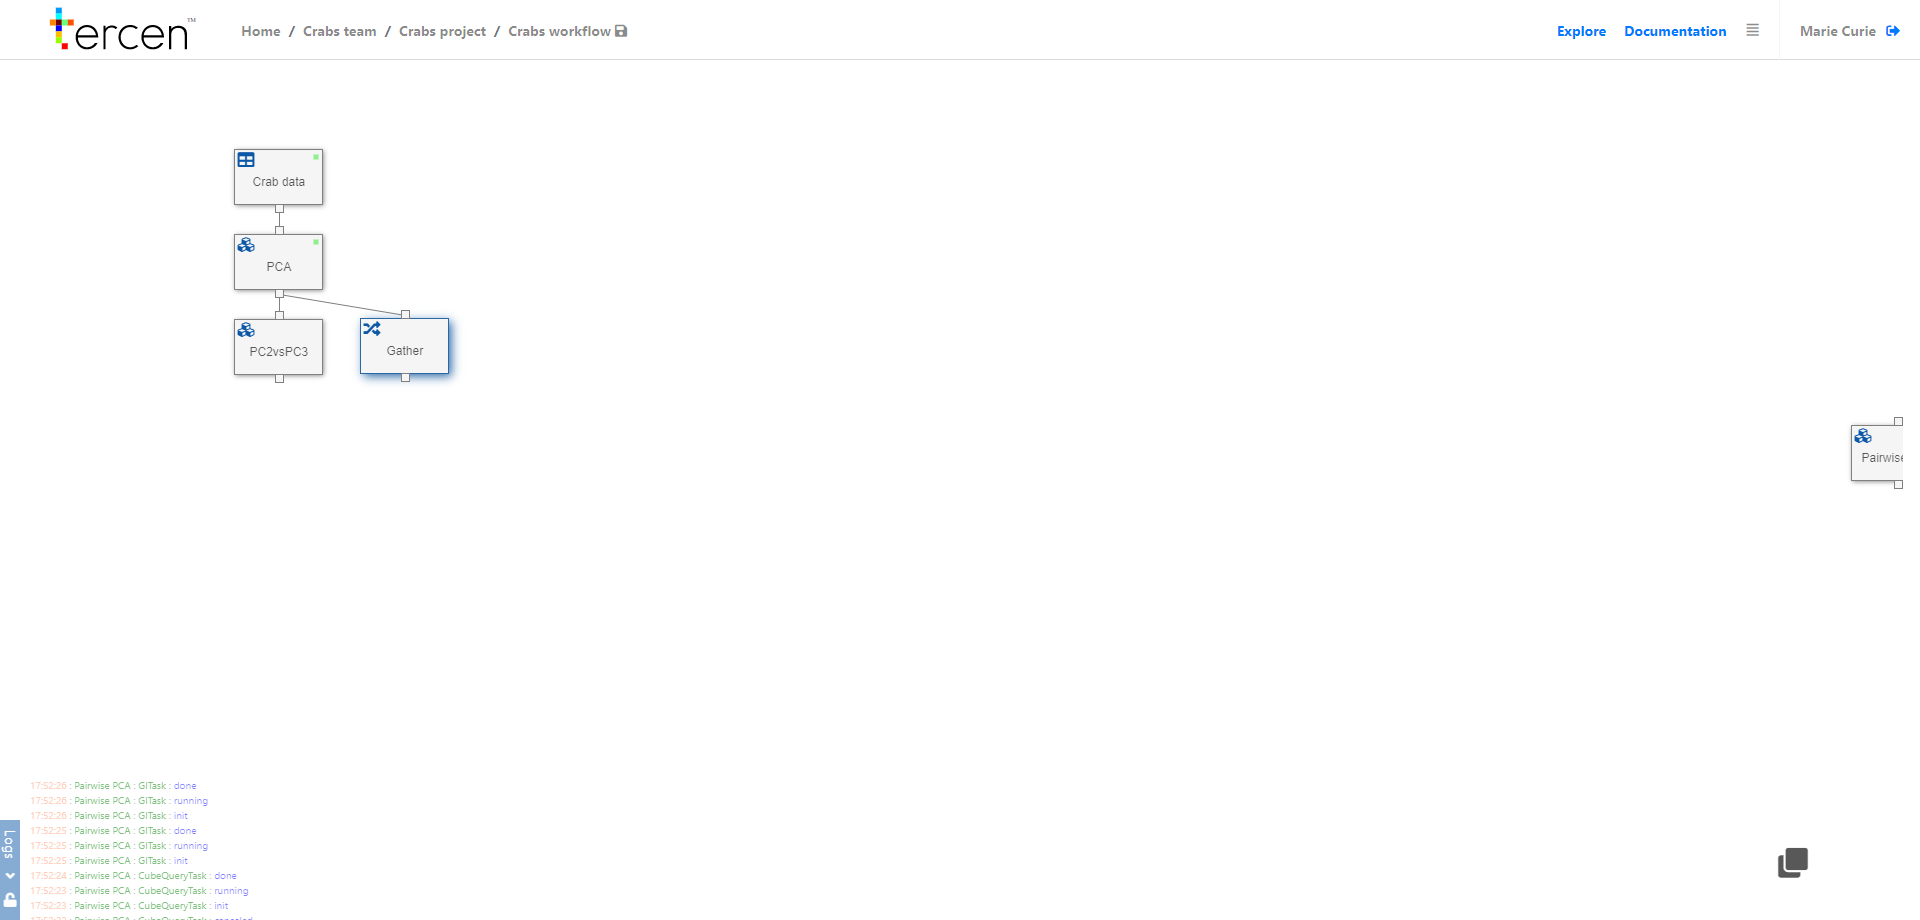 tercen™
Home / Crabs team / Crabs project / Crabs workflow
Explore Documentation Marie Curie
Crab data
PCA
PC2vsPC3
Gather
Pairwise
17:52:26 : Pairwise PCA : GlTask : done
17:52:26 : Pairwise PCA : GlTask : running
17:52:26 : Pairwise PCA : GlTask : init
17:52:25 : Pairwise PCA : GlTask : done
17:52:25 : Pairwise PCA : GlTask : running
17:52:25 : Pairwise PCA : GlTask : init
17:52:24 : Pairwise PCA : CubeQueryTask : done
17:52:23 : Pairwise PCA : CubeQueryTask : running
17:52:23 : Pairwise PCA : CubeQueryTask : init
Pairwise PCA : CubeQueryTask : canceled
Logs